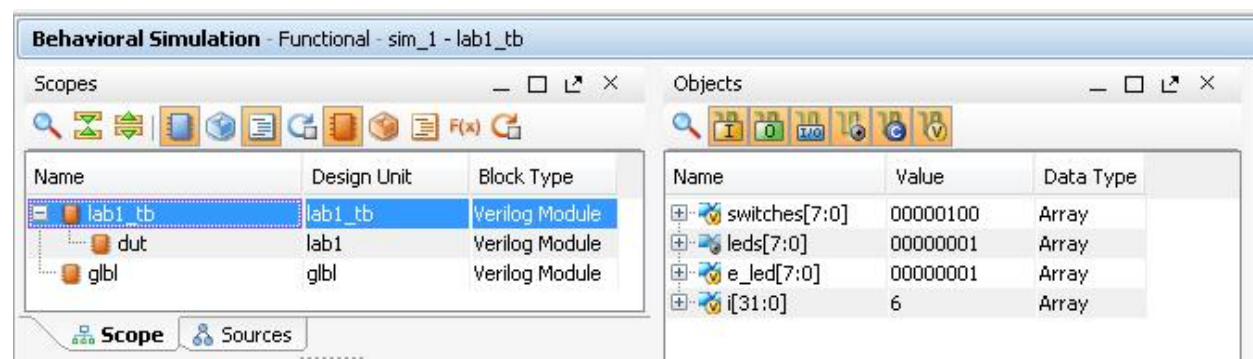 Behavioral Simulation - Functional - sim_1 - lab1_tb
Scopes
F(x)
Name Design Unit Block Type
lab1_tb lab1_tb Verilog Module
dut lab1 Verilog Module
glbl glbl Verilog Module
Scope Sources
Objects
I O I/O C V
Name Value Data Type
switches[7:0] 00000100 Array
leds[7:0] 00000001 Array
e_led[7:0] 00000001 Array
i[31:0] 6 Array